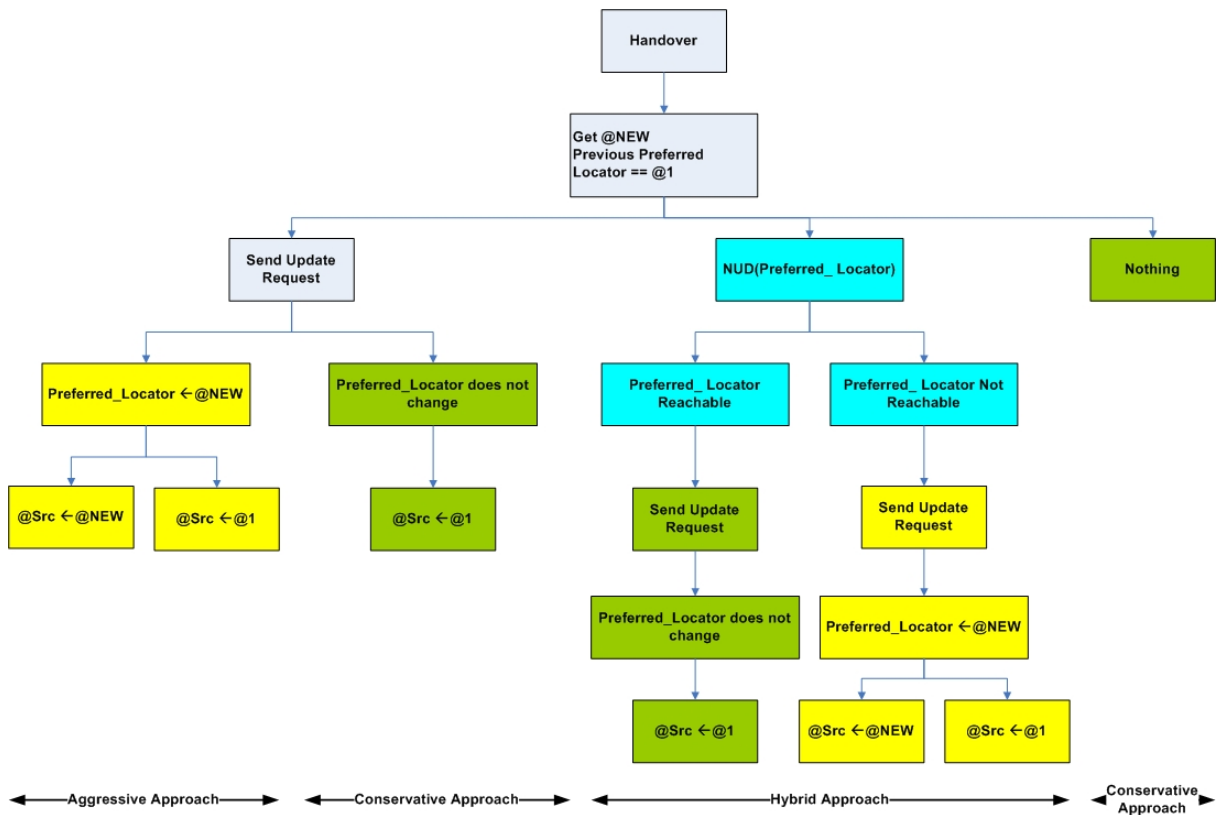 Handover
Get @NEW
Previous Preferred
Locator == @1
Send Update
Request
NUD(Preferred_ Locator)
Nothing
Preferred_Locator ←@NEW
Preferred_Locator does not
change
Preferred_ Locator
Reachable
Preferred_ Locator Not
Reachable
@Src ←@NEW
@Src ←@1
@Src ←@1
Send Update
Request
Send Update
Request
Preferred_Locator does not
change
Preferred_Locator ←@NEW
@Src ←@1
@Src ←@NEW
@Src ←@1
Aggressive Approach
Conservative Approach
Hybrid Approach
Conservative
Approach